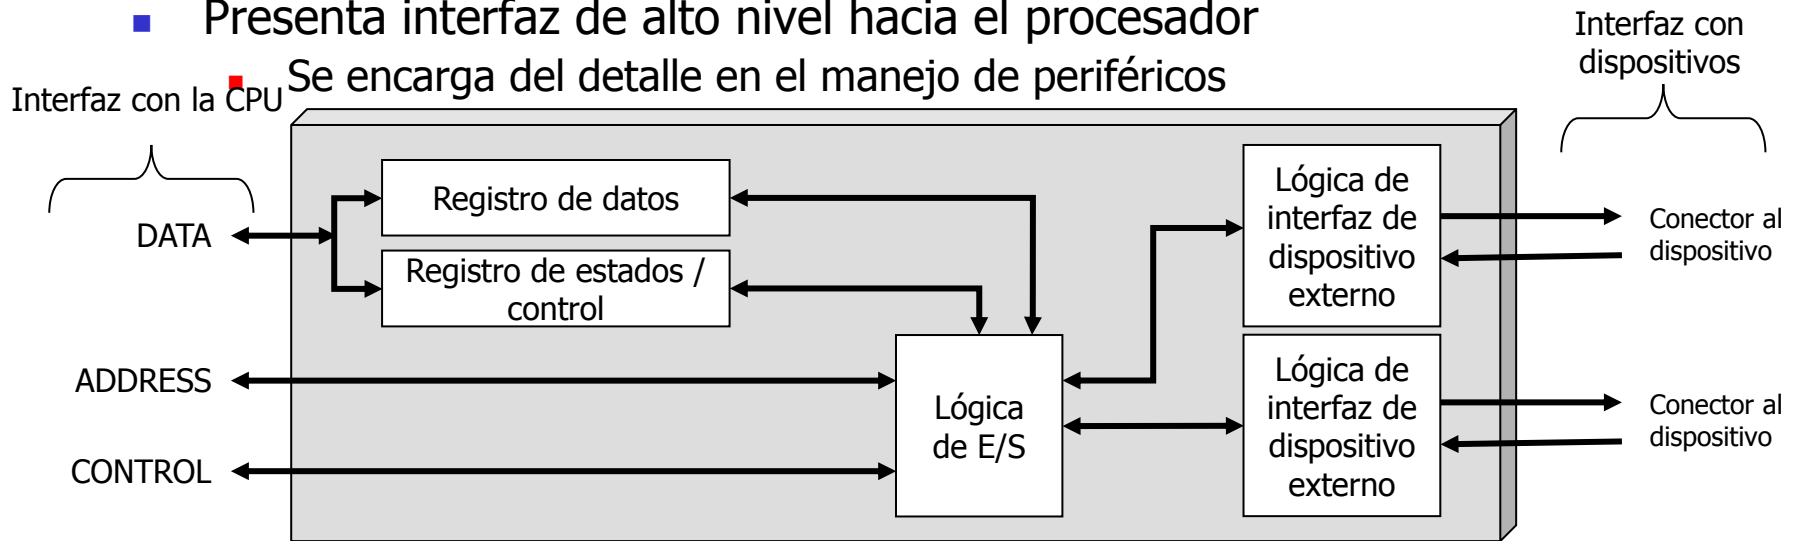 Presenta interfaz de alto nivel hacia el procesador
Se encarga del detalle en el manejo de periféricos
Interfaz con
dispositivos
Interfaz con la CPU
Registro de datos
Registro de estados /
control
DATA
ADDRESS
CONTROL
Lógica
de E/S
Lógica de
interfaz de
dispositivo
externo
Lógica de
interfaz de
dispositivo
externo
Conector al
dispositivo
Conector al
dispositivo